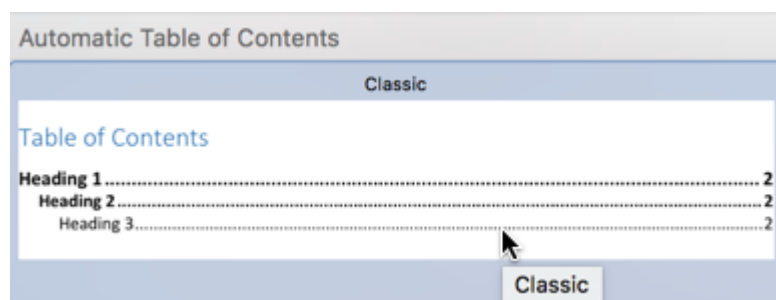 Automatic Table of Contents
Classic
Table of Contents
Heading 1........................................................................................................................ 2
Heading 2........................................................................................................................ 2
Heading 3........................................................................................................................2
Classic